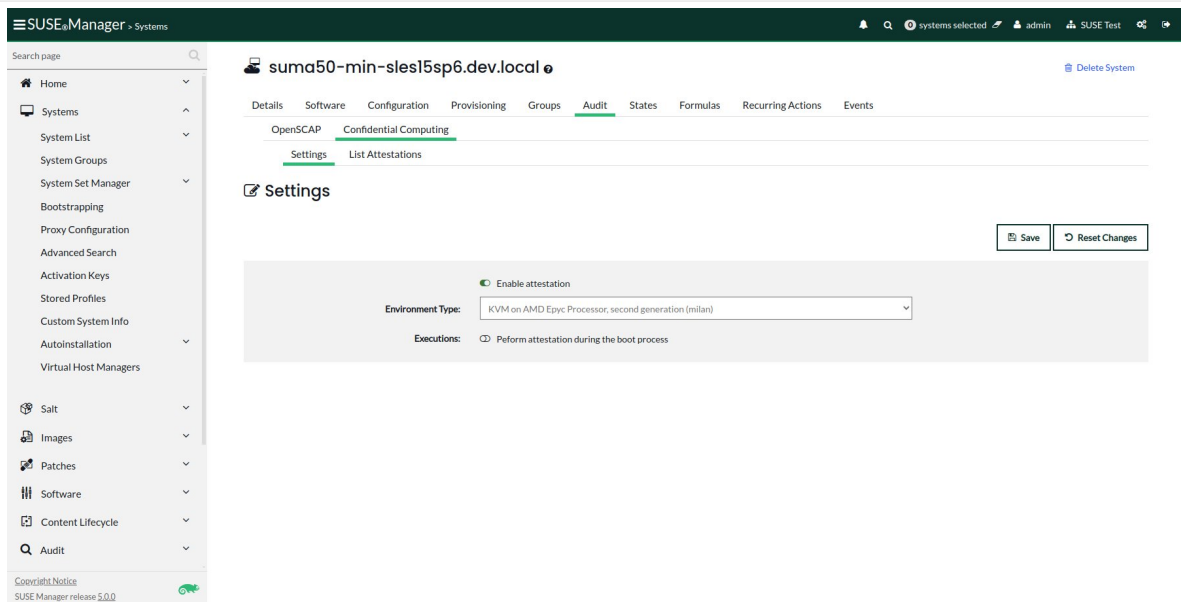 SUSE®Manager > Systems
0 systems selected admin SUSE Test
Search page
Home
Systems
System List
System Groups
System Set Manager
Bootstrapping
Proxy Configuration
Advanced Search
Activation Keys
Stored Profiles
Custom System Info
Autoinstallation
Virtual Host Managers
Salt
Images
Patches
Software
Content Lifecycle
Audit
Copyright Notice
SUSE Manager release 5.0.0
suma50-min-sles15sp6.dev.local
Delete System
Details Software Configuration Provisioning Groups Audit States Formulas Recurring Actions Events
OpenSCAP Confidential Computing
Settings List Attestations
Settings
Save Reset Changes
Enable attestation
Environment Type: KVM on AMD Epyc Processor, second generation (milan)
Executions: Peform attestation during the boot process